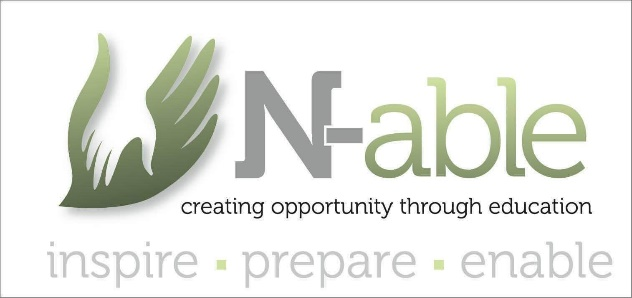 N-able
creating opportunity through education
inspire ▪ prepare ▪ enable